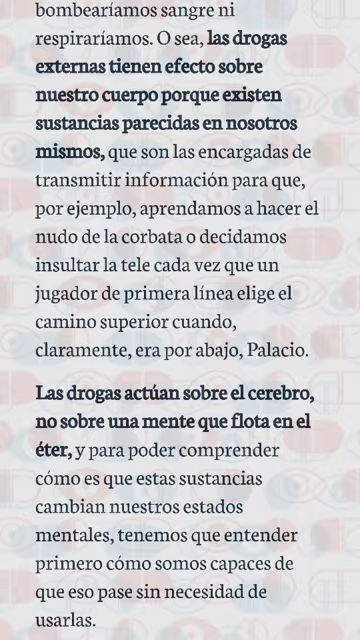 bombearíamos sangre ni
respiraríamos. O sea, las drogas
externas tienen efecto sobre
nuestro cuerpo porque existen
sustancias parecidas en nosotros
mismos, que son las encargadas de
transmitir información para que,
por ejemplo, aprendamos a hacer el
nudo de la corbata o decidamos
insultar la tele cada vez que un
jugador de primera línea elige el
camino superior cuando,
claramente, era por abajo, Palacio.
Las drogas actúan sobre el cerebro,
no sobre una mente que flota en el
éter, y para poder comprender
cómo es que estas sustancias
cambian nuestros estados
mentales, tenemos que entender
primero cómo somos capaces de
que eso pase sin necesidad de
usarlas.